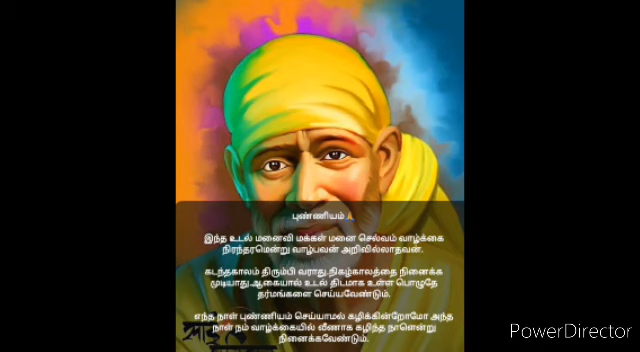 புண்ணியம்🙏
இந்த உடல் மனைவி மக்கள் மனை செல்வம் வாழ்க்கை
நிரந்தரமென்று வாழ்பவன் அறிவில்லாதவன்.
கடந்தகாலம் திரும்பி வராது.நிகழ்காலத்தை நினைக்க
முடியாது.ஆகையால் உடல் திடமாக உள்ள பொழுதே
தர்மங்களை செய்யவேண்டும்.
எந்த நாள் புண்ணியம் செய்யாமல் கழிக்கின்றோமோ அந்த
நாள் நம் வாழ்க்கையில் வீணாக கழிந்த நாளென்று
நினைக்கவேண்டும்.
PowerDirector